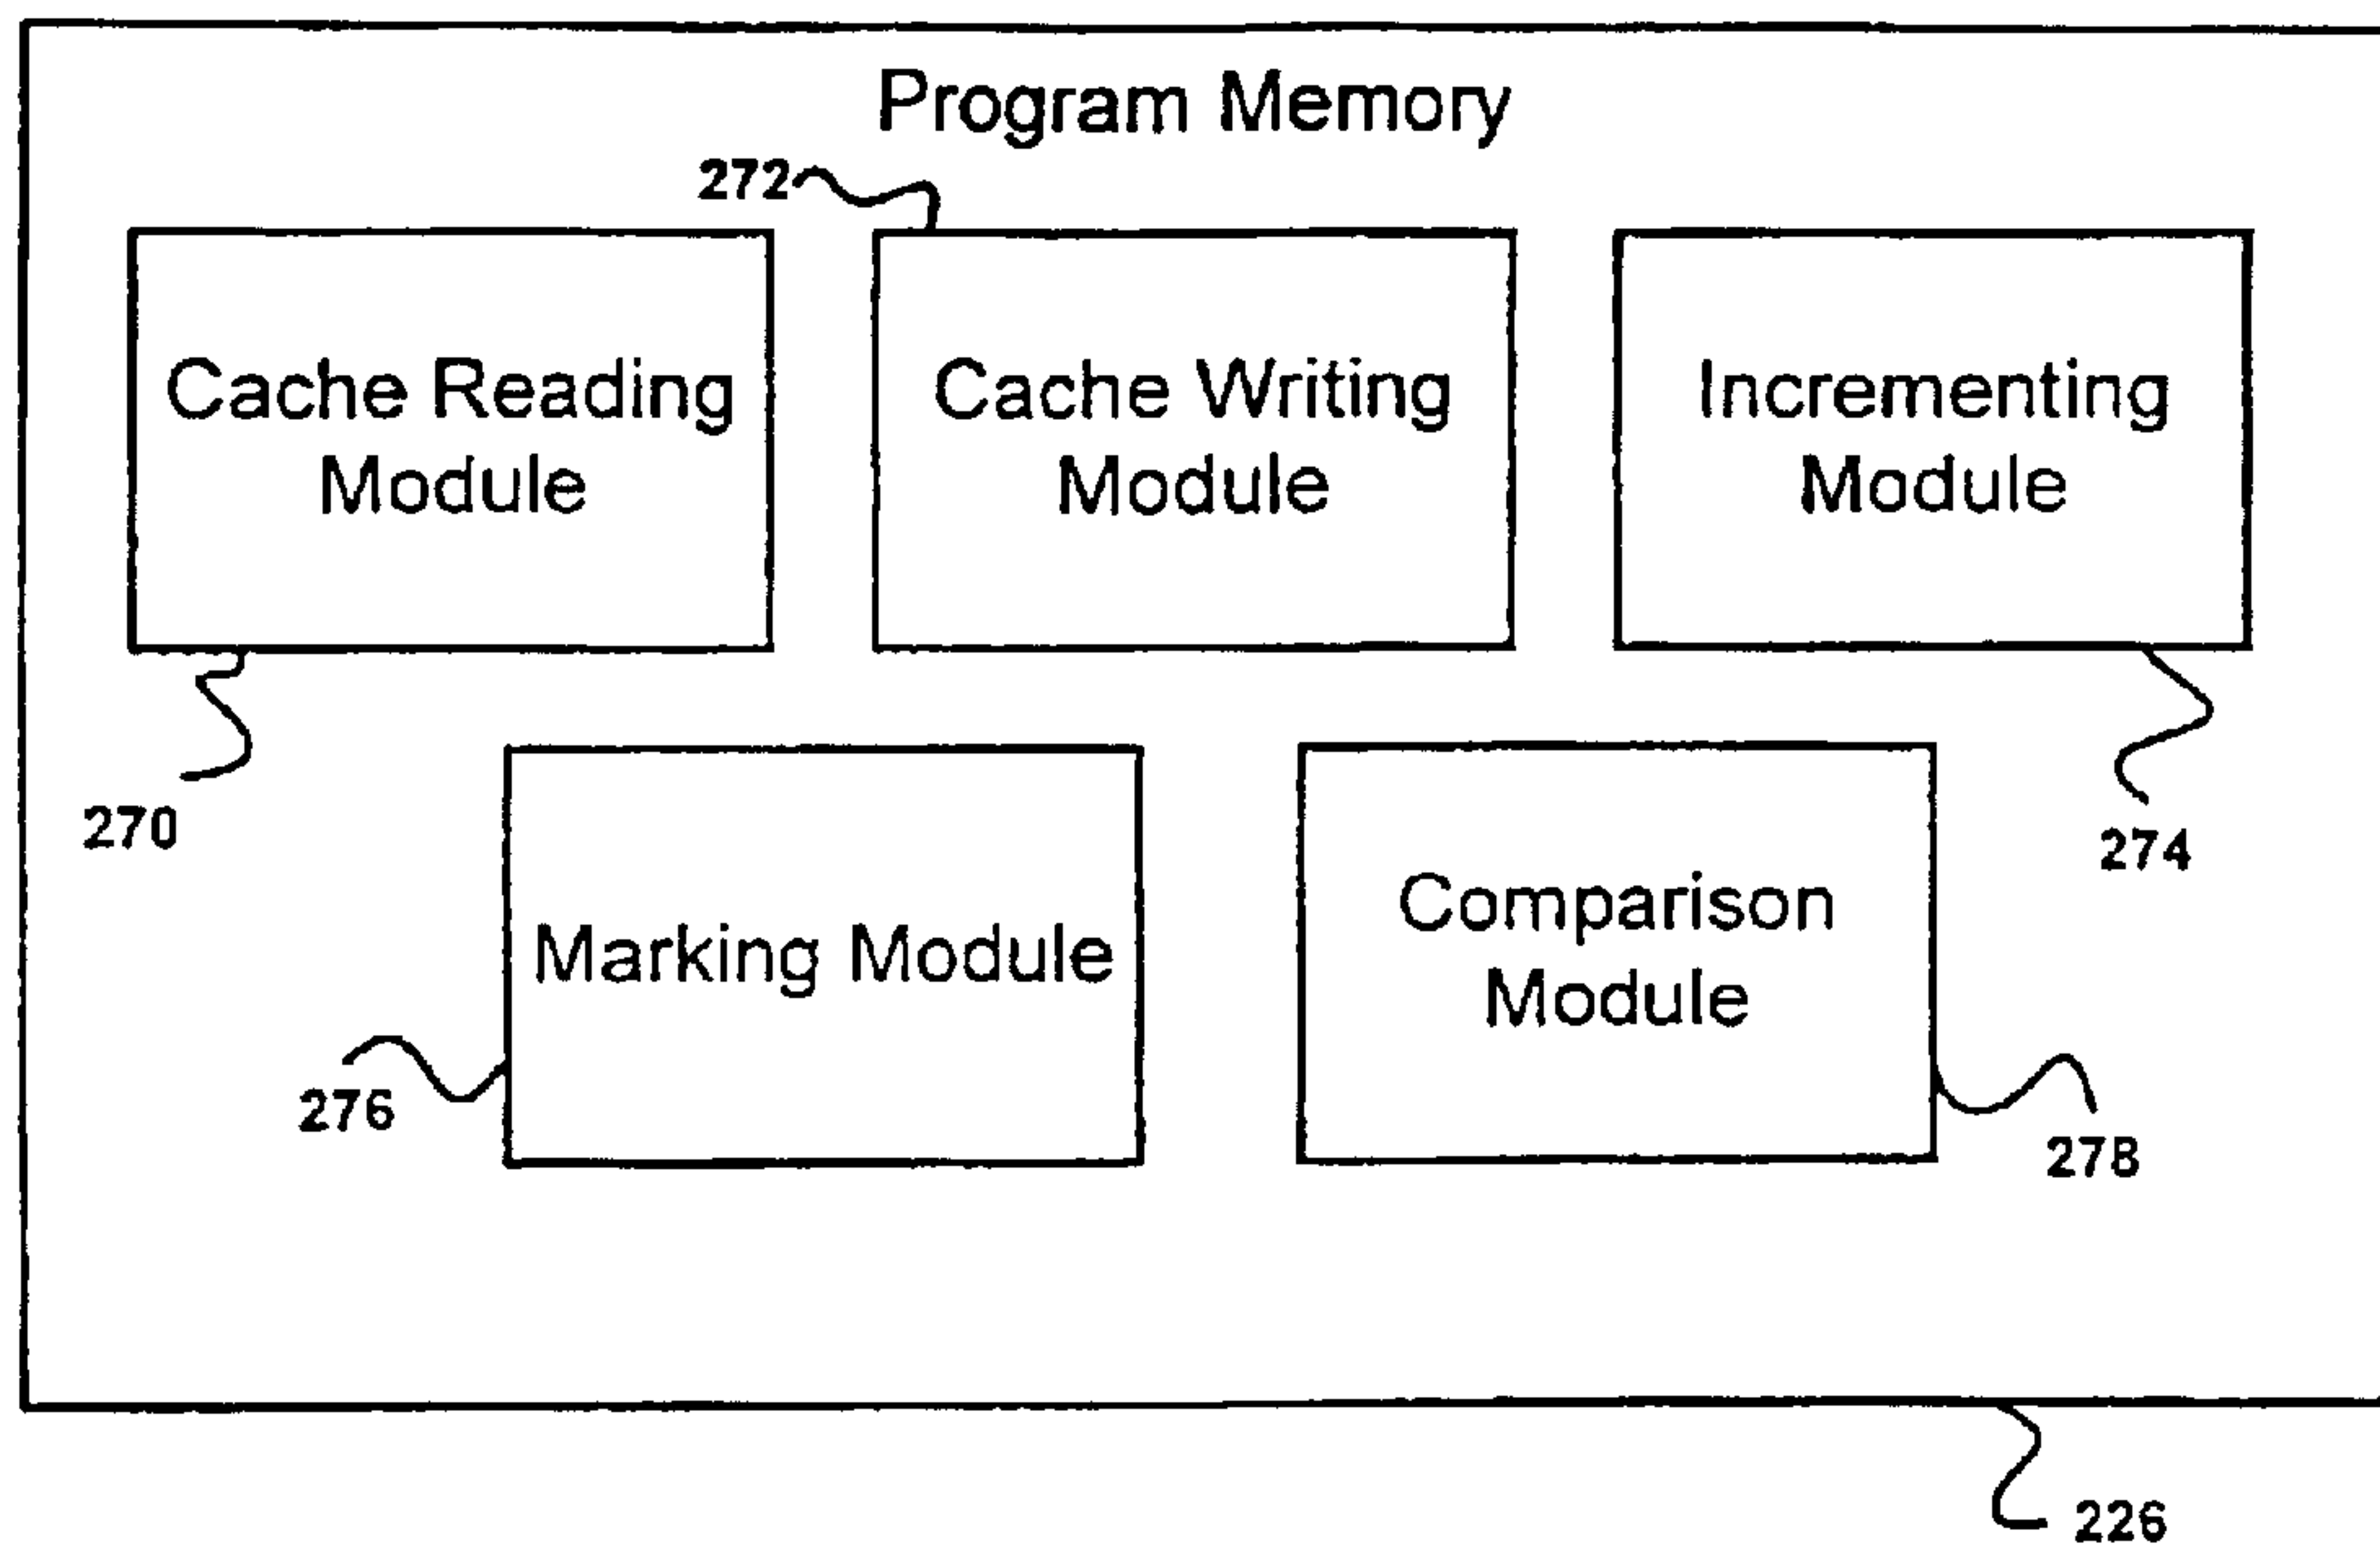 Program Memory
272
Cache Reading
Module
Cache Writing
Module
Incrementing
Module
270
274
Marking Module
Comparison
Module
276
278
226